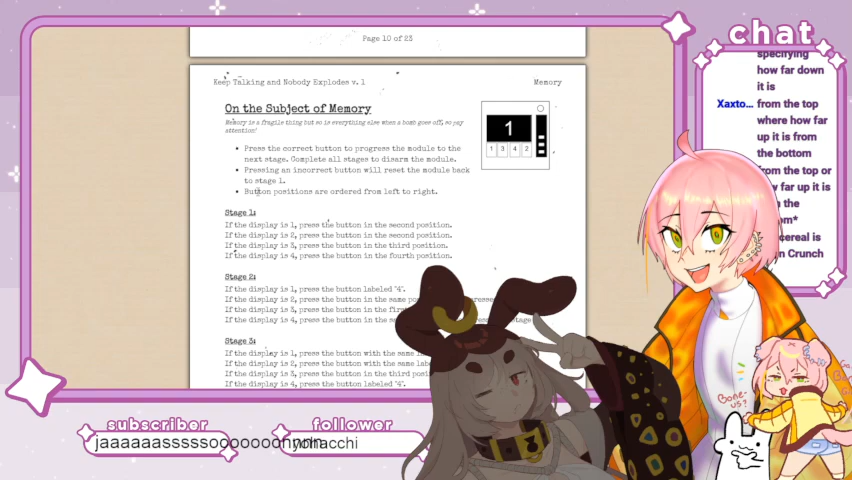 Page 10 of 23
Keep Talking and Nobody Explodes v. 1
Memory
On the Subject of Memory
Memory is a fragile thing but so is everything else when a bomb goes off, so pay
attention!
1
1 3 4 2
Press the correct button to progress the module to the
next stage. Complete all stages to disarm the module.
Pressing an incorrect button will reset the module back
to stage 1.
Button positions are ordered from left to right.
Stage 1:
If the display is 1, press the button in the second position.
If the display is 2, press the button in the second position.
If the display is 3, press the button in the third position.
If the display is 4, press the button in the fourth position.
Stage 2:
If the display is 1, press the button labeled "4".
If the display is 2, press the button in the same
If the display is 3, press the button in the
If the display is 4, press the button in the
Stage 3:
If the display is 1, press the button with the same
If the display is 2, press the button with the same
If the display is 3, press the button in the third
If the display is 4, press the button labeled "4".
chat
specifying
how far down
it is
Xaxto... from the top
where how far
up it is from
the bottom
from the top or
far up it is
the
cereal is
Crunch
Bone-
us?
subscriber
jaaaaaasssssooooooonnnn
follower